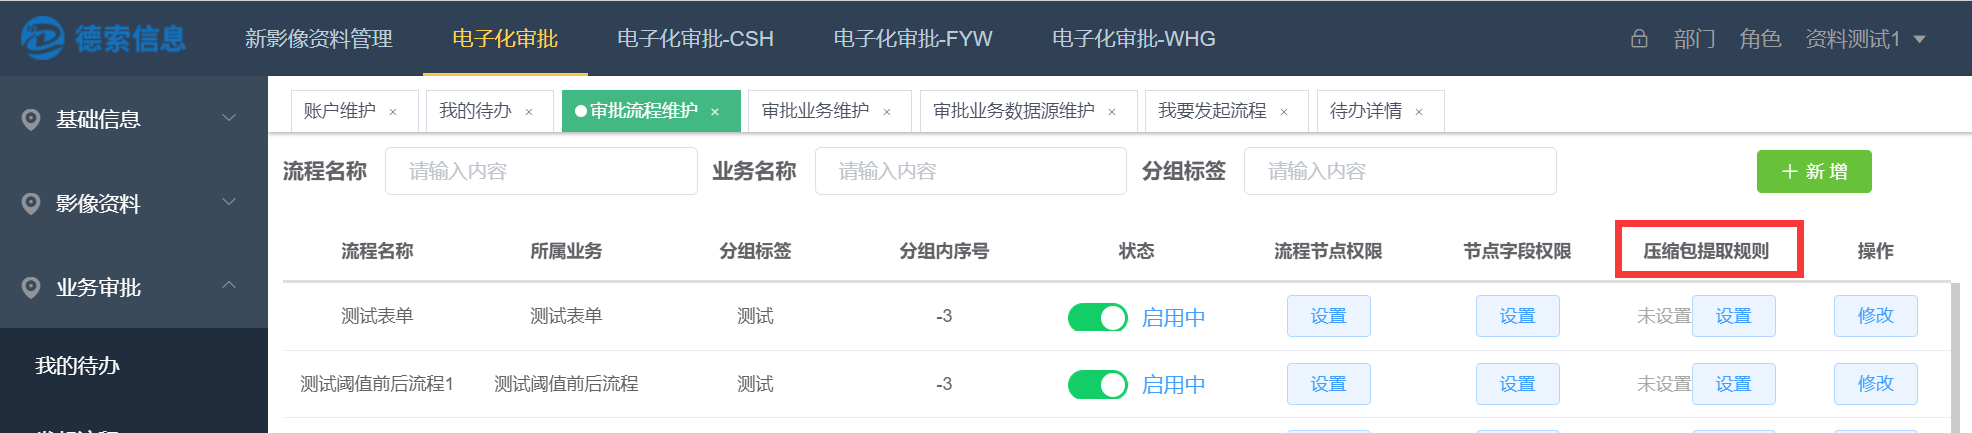 德索信息
新影像资料管理
电子化审批
电子化审批-CSH
电子化审批-FYW
电子化审批-WHG
部门
角色
资料测试1
基础信息
影像资料
业务审批
我的待办
账户维护 ×
我的待办 ×
审批流程维护 ×
审批业务维护 ×
审批业务数据源维护 ×
我要发起流程 ×
待办详情 ×
流程名称 请输入内容 业务名称 请输入内容 分组标签 请输入内容 + 新增
流程名称 所属业务 分组标签 分组内序号 状态 流程节点权限 节点字段权限 压缩包提取规则 操作
测试表单 测试表单 测试 -3 启用中 设置 设置 未设置 设置 修改
测试阈值前后流程1 测试阈值前后流程 测试 -3 启用中 设置 设置 未设置 设置 修改